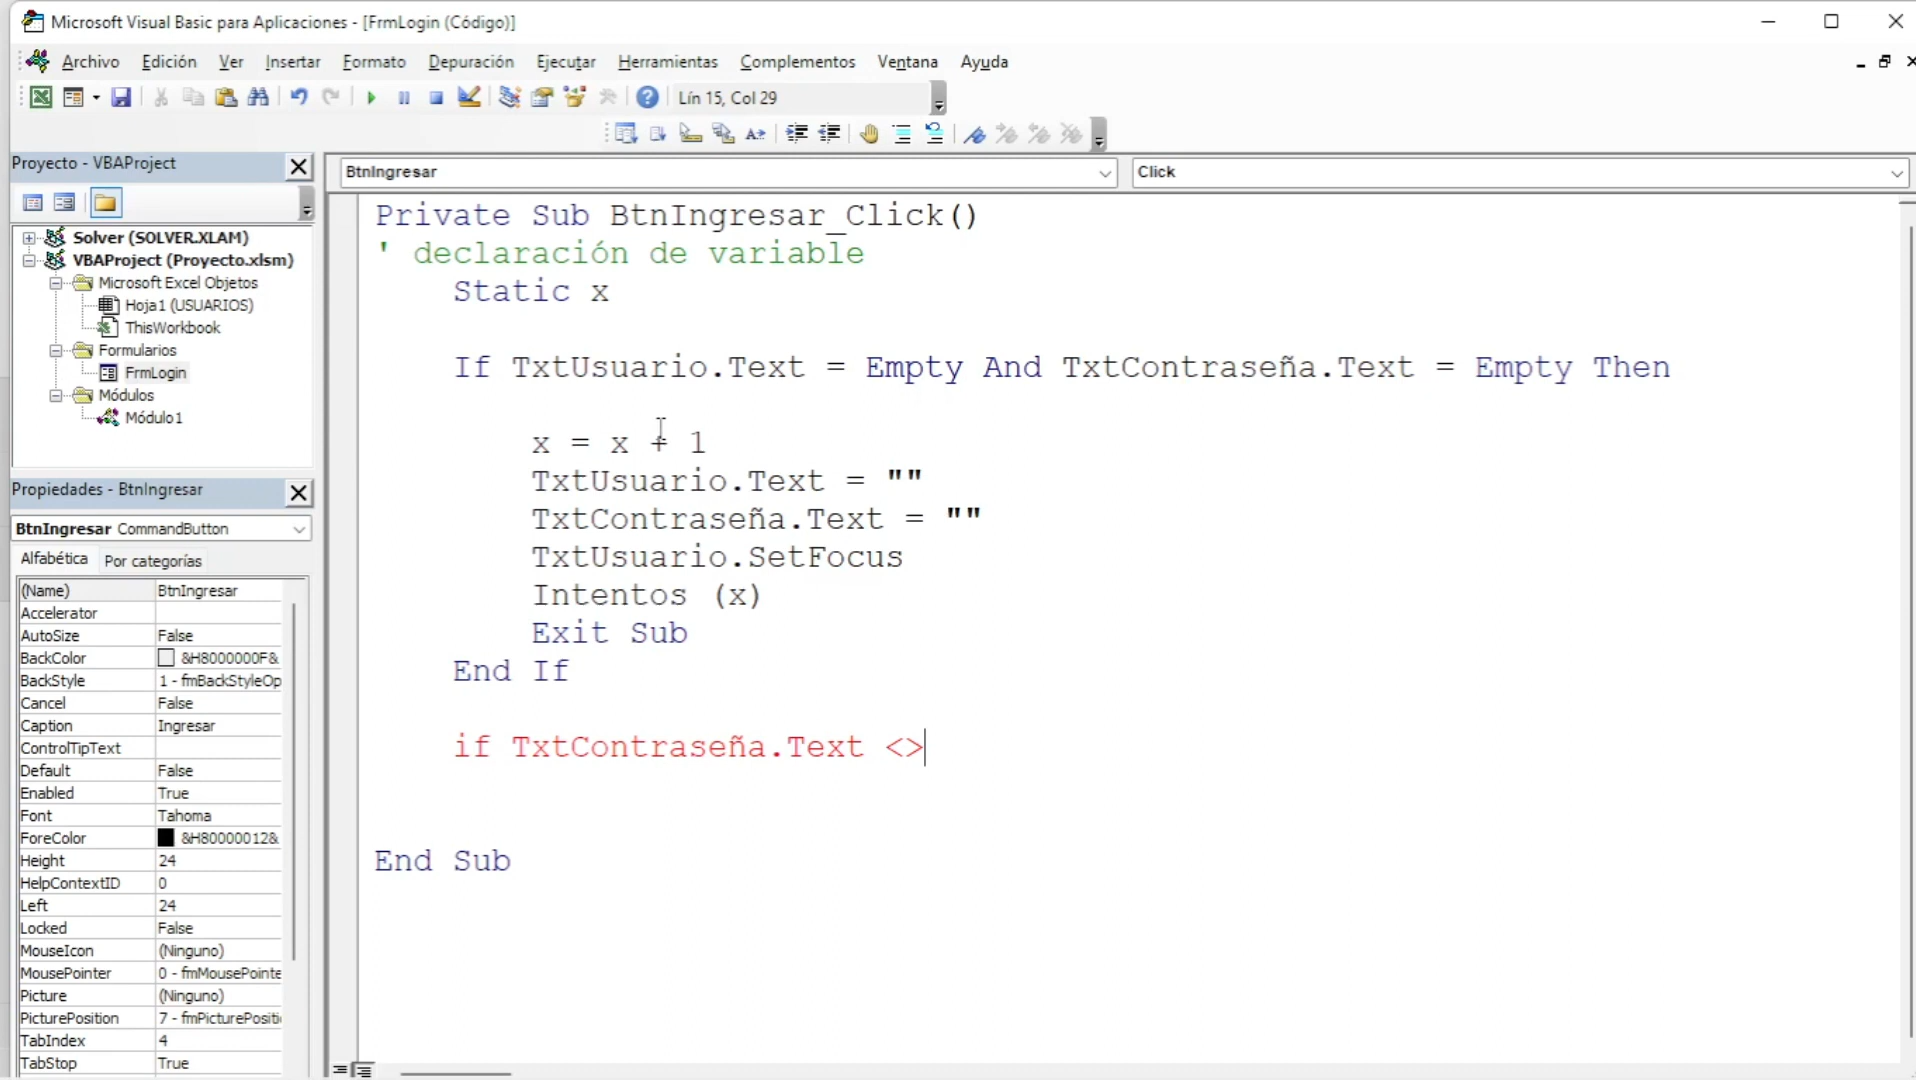 Microsoft Visual Basic para Aplicaciones - [FrmLogin (Código)]
Archivo Edición Ver Insertar Formato Depuración Ejecutar Herramientas Complementos Ventana Ayuda
Lín 15, Col 29
Proyecto - VBAProject
Solver (SOLVER.XLAM)
VBAProject (Proyecto.xlsm)
Microsoft Excel Objetos
Hoja1 (USUARIOS)
ThisWorkbook
Formularios
FrmLogin
Módulos
Módulo1
Propiedades - BtnIngresar
BtnIngresar CommandButton
Alfabética Por categorías
(Name) BtnIngresar
Accelerator
AutoSize False
BackColor &H8000000F&
BackStyle 1 - fmBackStyleOp
Cancel False
Caption Ingresar
ControlTipText
Default False
Enabled True
Font Tahoma
ForeColor &H80000012&
Height 24
HelpContextID 0
Left 24
Locked False
MouseIcon (Ninguno)
MousePointer 0 - fmMousePointe
Picture (Ninguno)
PicturePosition 7 - fmPicturePositi
TabIndex 4
TabStop True
BtnIngresar Click
Private Sub BtnIngresar_Click()
' declaración de variable
Static x
If TxtUsuario.Text = Empty And TxtContraseña.Text = Empty Then
x = x + 1
TxtUsuario.Text = ""
TxtContraseña.Text = ""
TxtUsuario.SetFocus
Intentos (x)
Exit Sub
End If
if TxtContraseña.Text <>
End Sub